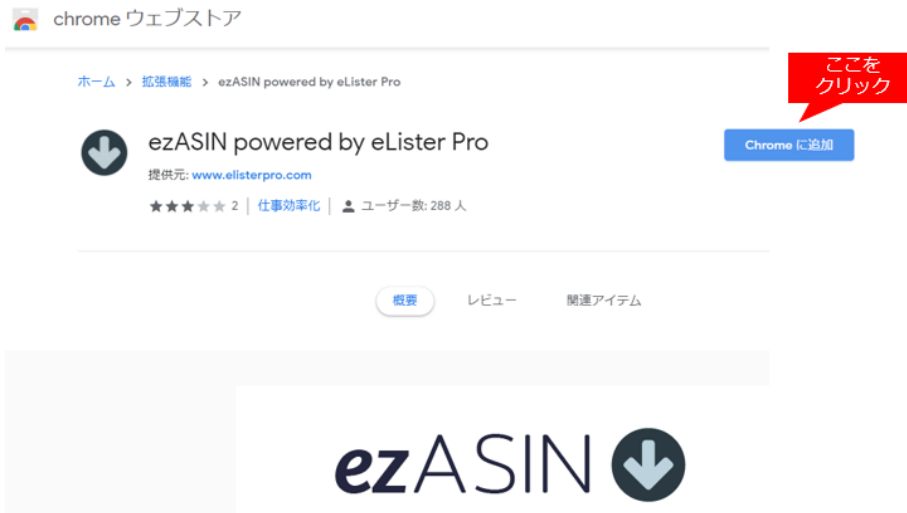 chrome ウェブストア
ホーム > 拡張機能 > ezASIN powered by eLister Pro
ここを
クリック
ezASIN powered by eLister Pro
Chrome に追加
提供元: www.elisterpro.com
★★★★★ 2 | 仕事効率化 | ユーザー数: 288 人
概要 レビュー 関連アイテム
ezASIN